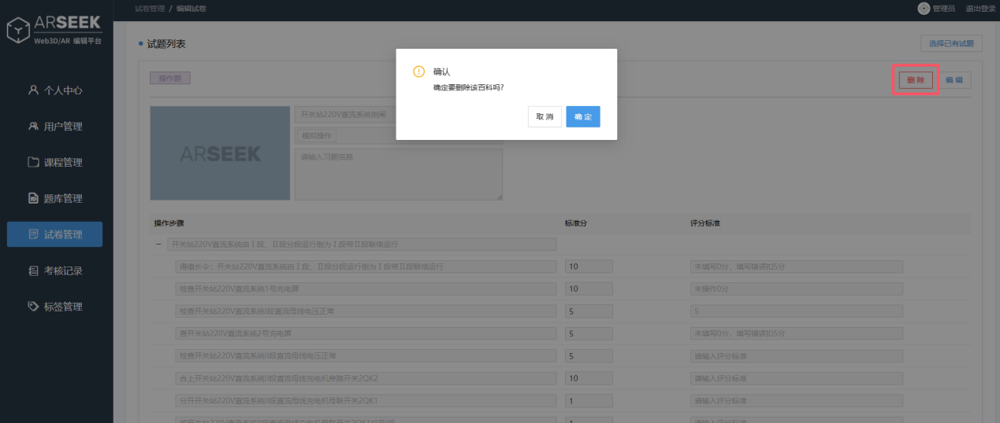 ARSEEK
Web3D/AR 编辑平台
试卷管理 / 编辑试卷
管理员 退出登录
个人中心
用户管理
课程管理
题库管理
试卷管理
考核记录
标签管理
试题列表
选择已有试题
操作题
删 除
编 辑
确认
确定要删除该百科吗?
取 消
确 定
ARSEEK
开关站220V直流系统倒闸
模拟操作
请输入习题信息
操作步骤 标准分 评分标准
开关站220V直流系统由Ⅰ段、Ⅱ段分段运行倒为Ⅰ段带Ⅱ段联络运行
得值长令：开关站220V直流系统由Ⅰ段、Ⅱ段分段运行倒为Ⅰ段带Ⅱ段联络运行 10 未填写0分，填写错误扣5分
检查开关站220V直流系统1号充电屏 10 未操作0分
检查开关站220V直流系统I段直流母线电压正常 5 5
查开关站220V直流系统2号充电屏 5 未填写0分，填写错误扣5分
检查开关站220V直流系统II段直流母线电压正常 5 请输入评分标准
合上开关站220V直流系统II段直流母线充电机旁路开关2QK2 10 请输入评分标准
分开开关站220V直流系统II段直流母线充电机母联开关2QK1 1 请输入评分标准